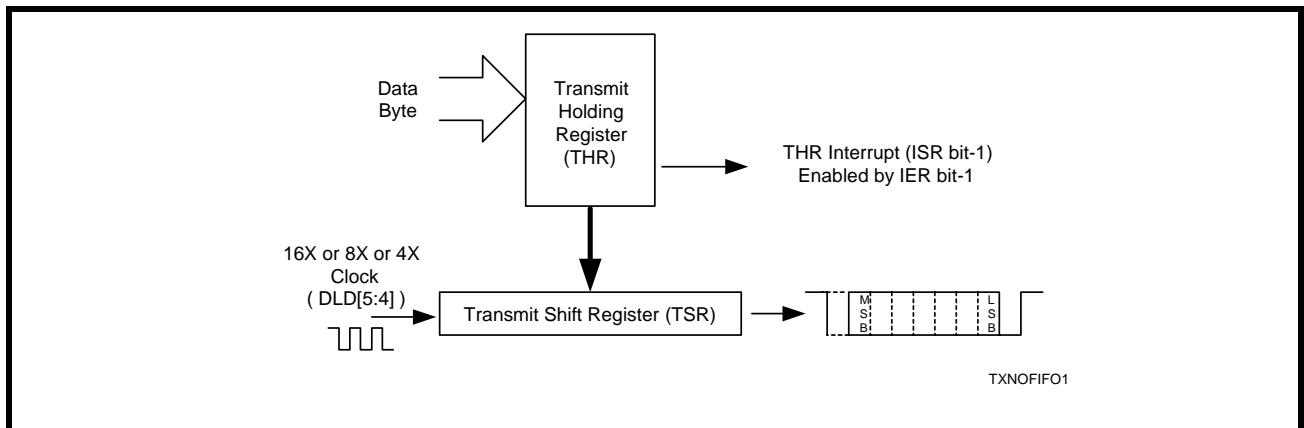 Data
Byte
Transmit
Holding
Register
(THR)
THR Interrupt (ISR bit-1)
Enabled by IER bit-1
16X or 8X or 4X
Clock
( DLD[5:4] )
Transmit Shift Register (TSR)
M
S
B
L
S
B
TXNOFIFO1